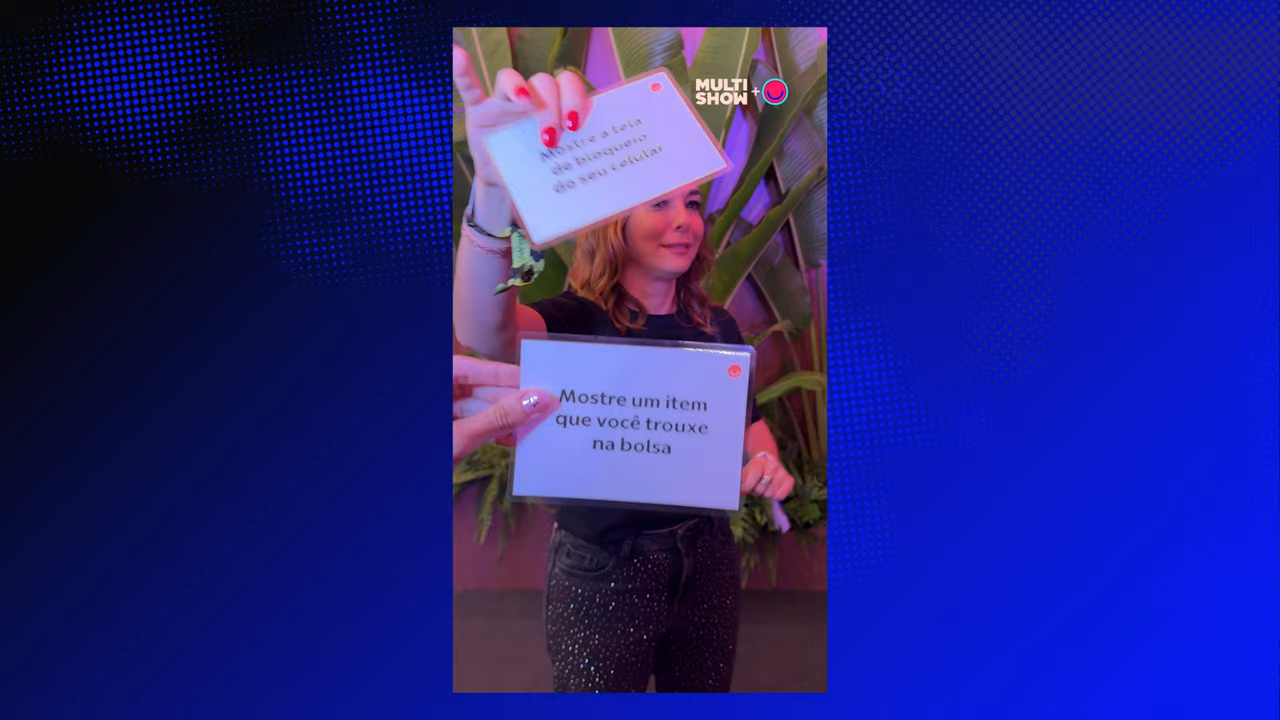 MULTI
SHOW +
Mostre a tela
de bloqueio
do seu celular
Mostre um item
que você trouxe
na bolsa